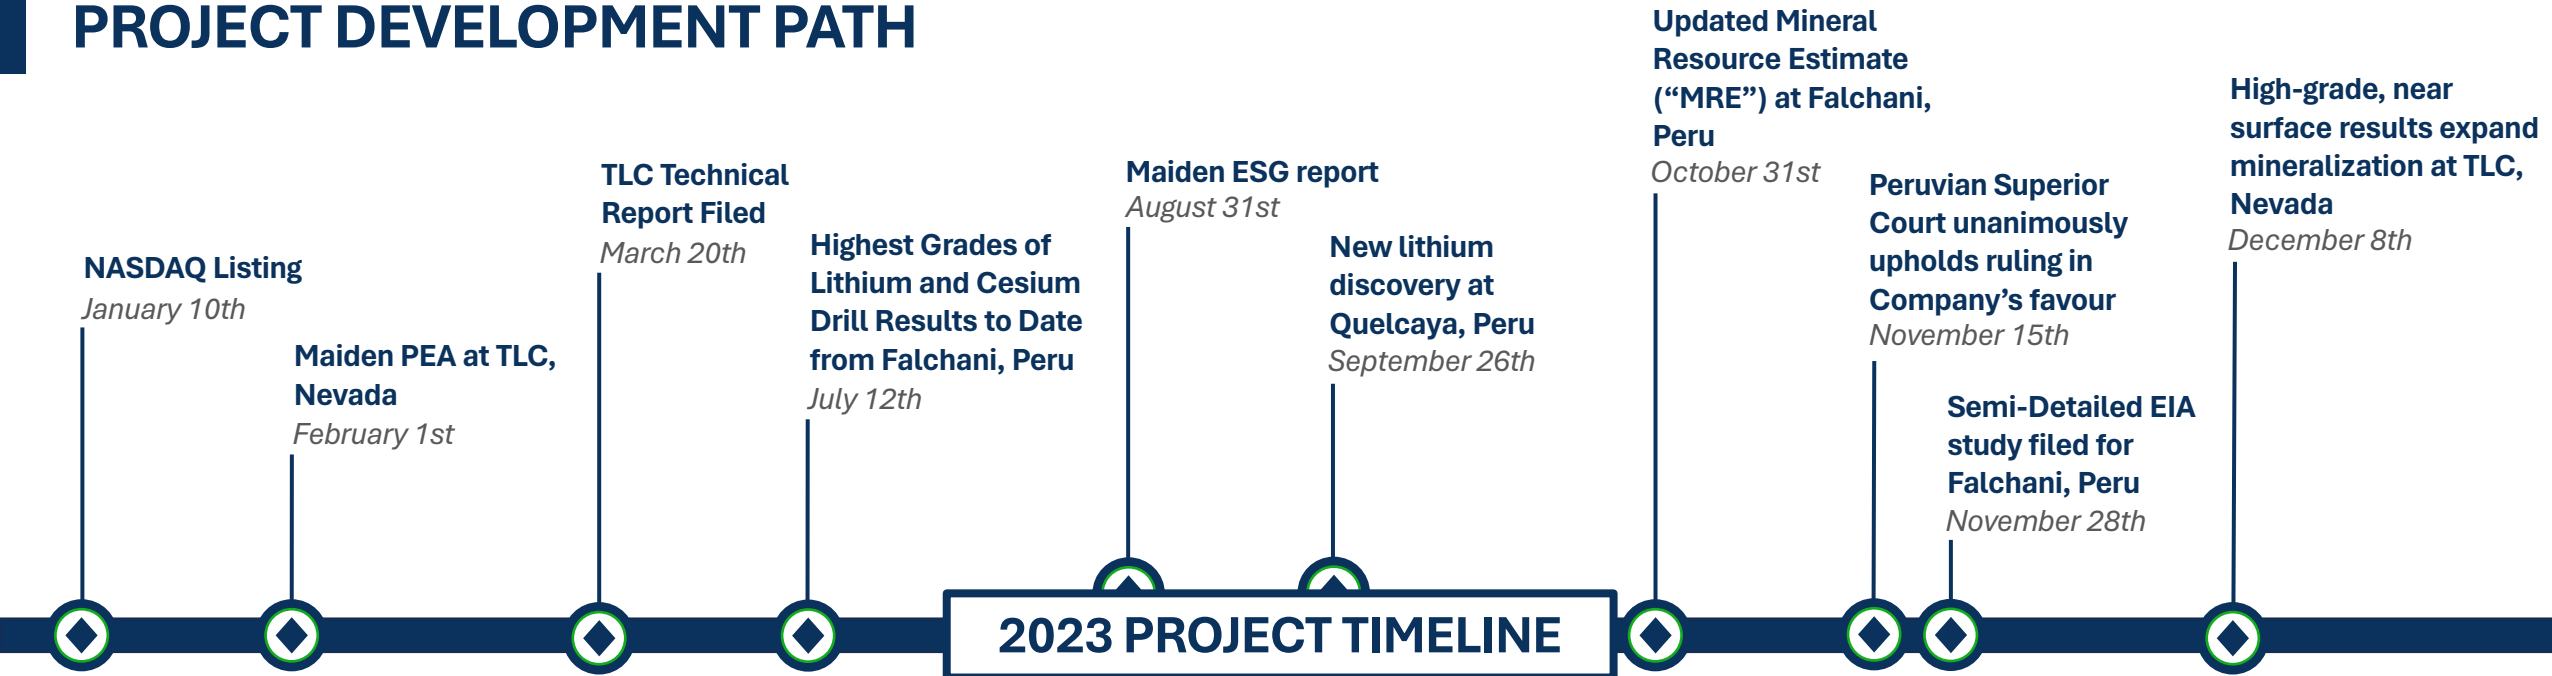 PROJECT DEVELOPMENT PATH
NASDAQ Listing
January 10th
Maiden PEA at TLC,
Nevada
February 1st
TLC Technical
Report Filed
March 20th
Highest Grades of
Lithium and Cesium
Drill Results to Date
from Falchani, Peru
July 12th
Maiden ESG report
August 31st
New lithium
discovery at
Quelcaya, Peru
September 26th
Updated Mineral
Resource Estimate
(“MRE”) at Falchani,
Peru
October 31st
Peruvian Superior
Court unanimously
upholds ruling in
Company’s favour
November 15th
Semi-Detailed EIA
study filed for
Falchani, Peru
November 28th
High-grade, near
surface results expand
mineralization at TLC,
Nevada
December 8th
2023 PROJECT TIMELINE